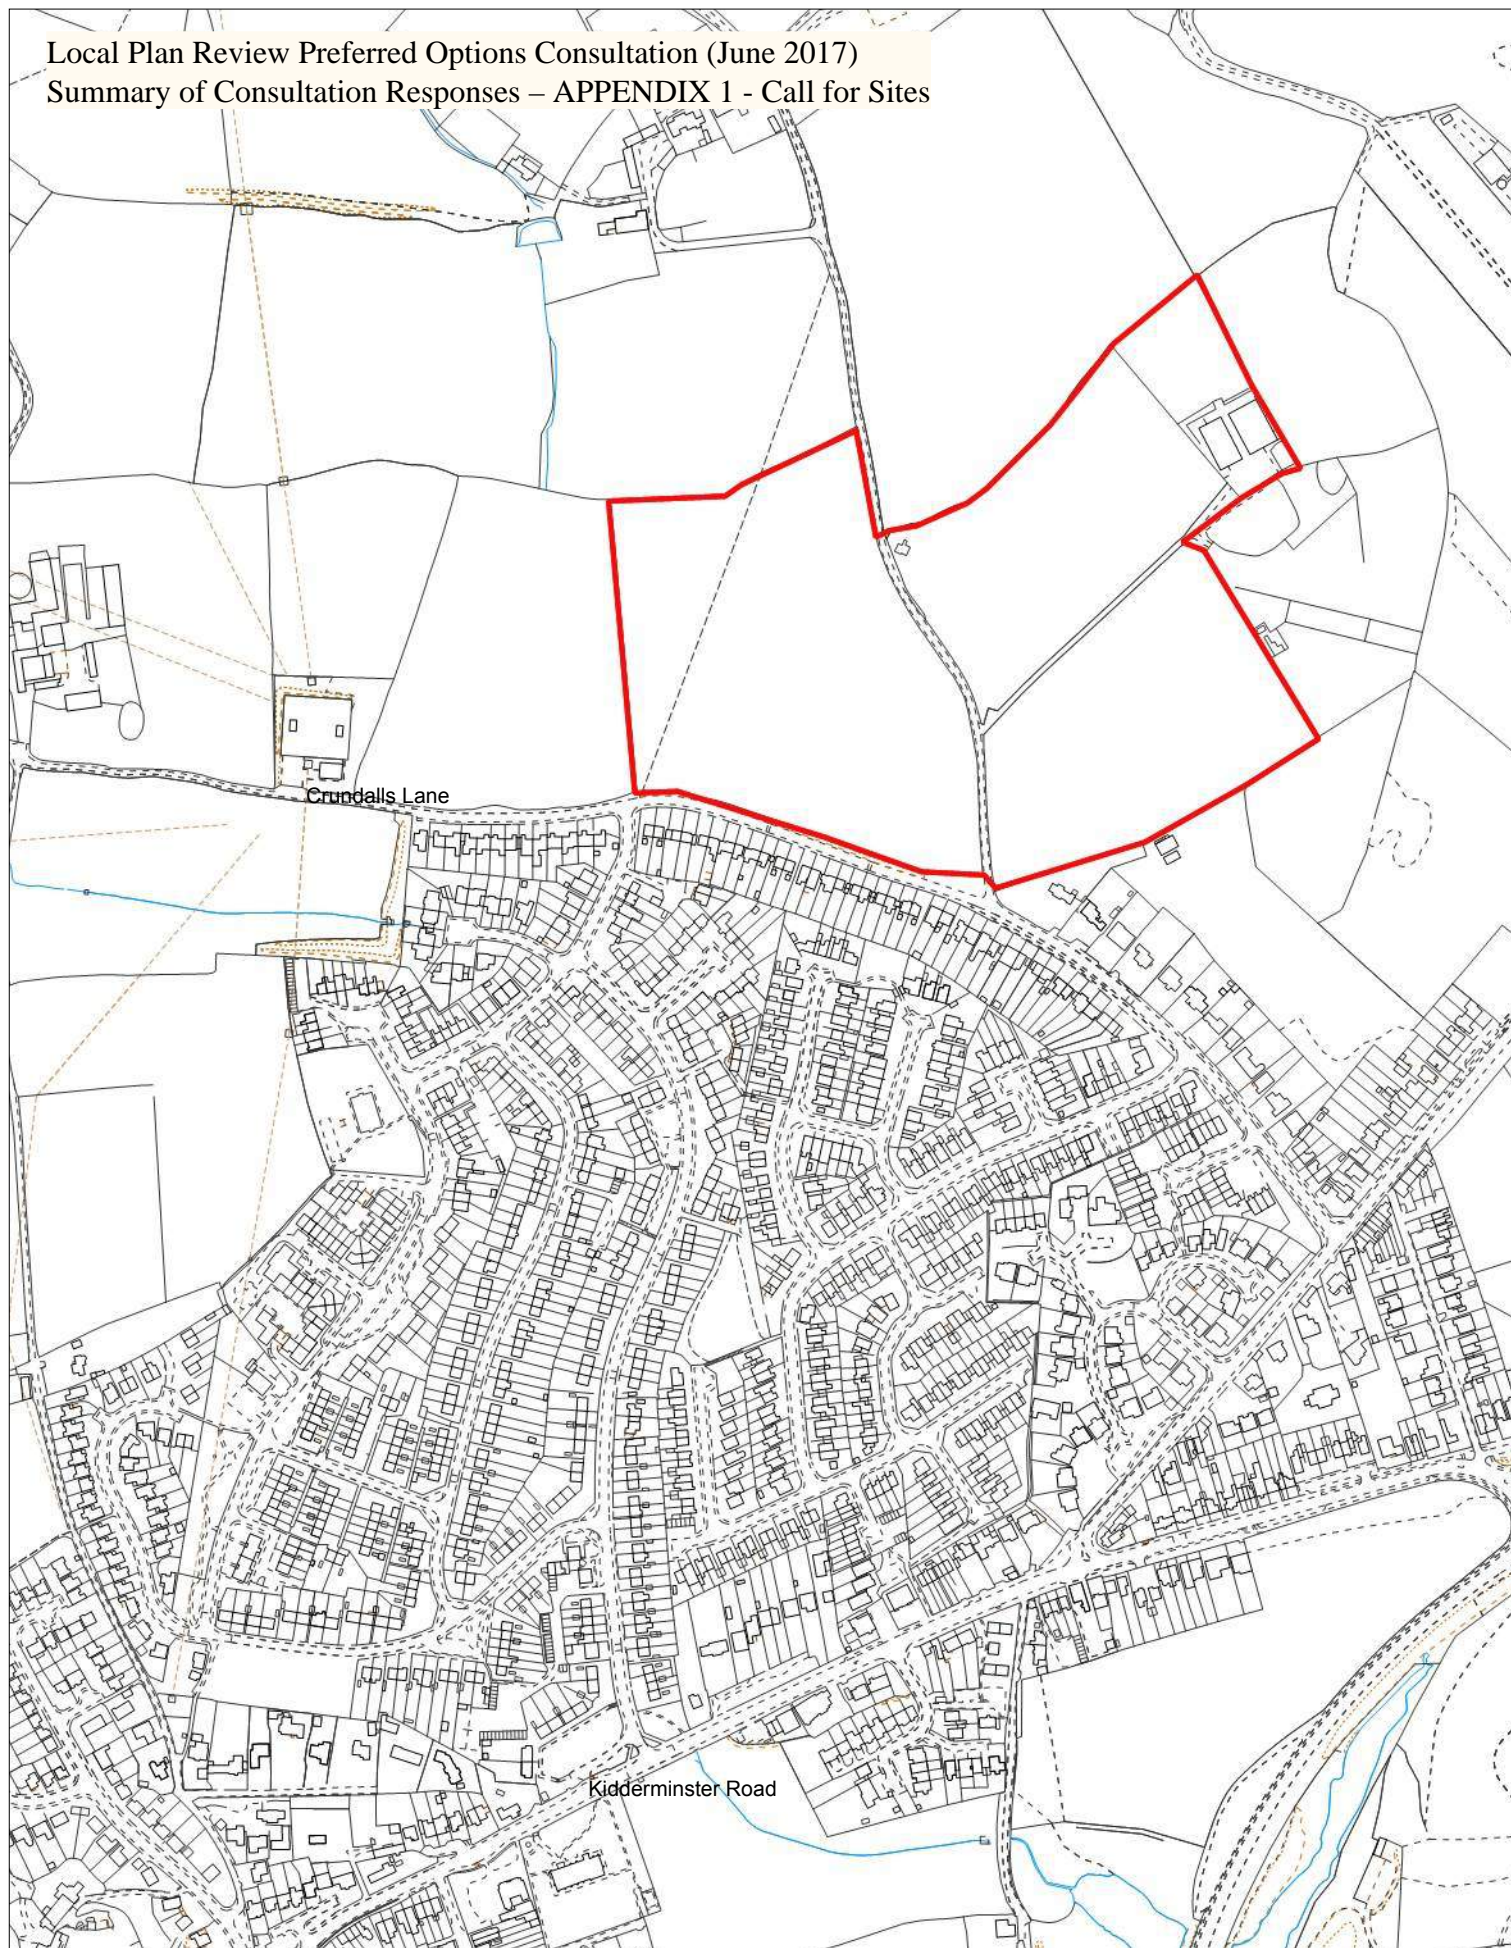 Local Plan Review Preferred Options Consultation (June 2017)
Summary of Consultation Responses – APPENDIX 1 - Call for Sites
Crundalls Lane
Kidderminster Road